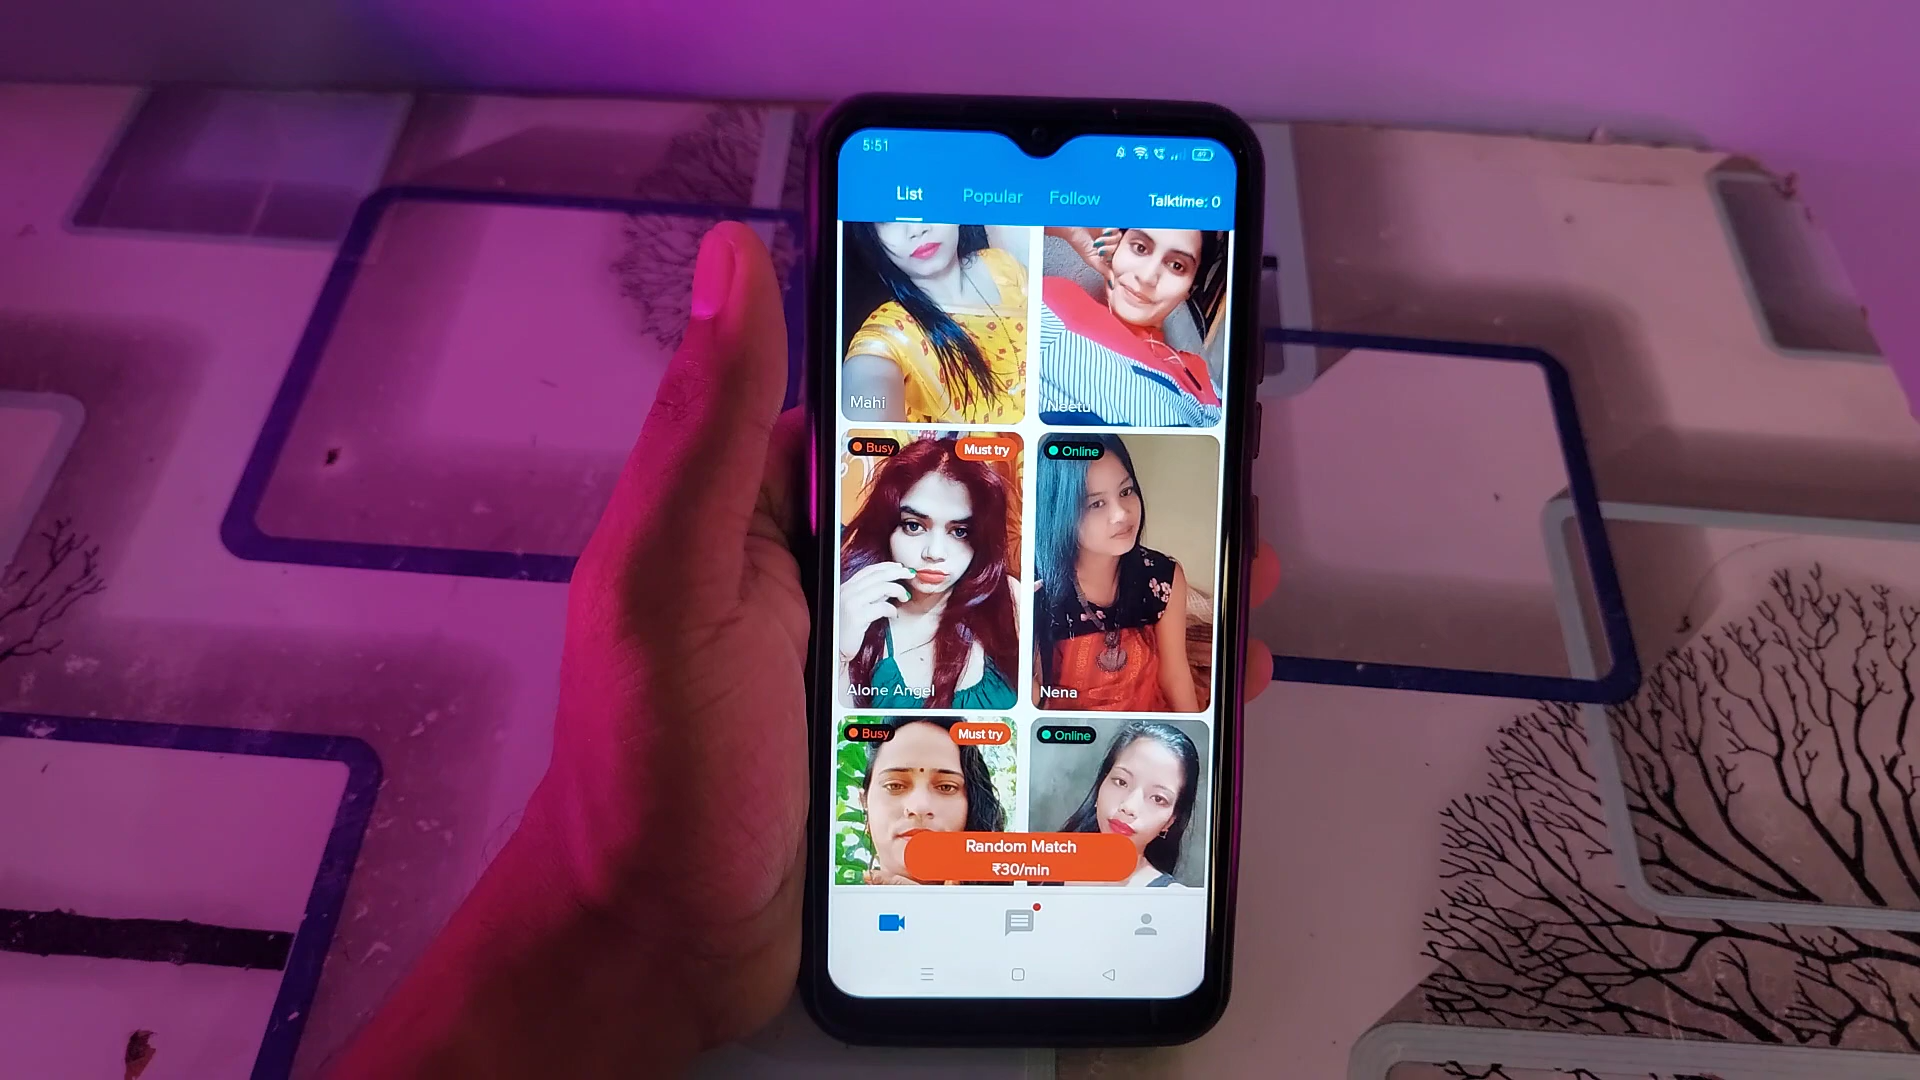 5:51
List Popular Follow Talktime: 0
Mahi
Neetu
Busy Must try
Online
Alone Angel
Nena
Busy Must try
Online
Random Match
₹30/min